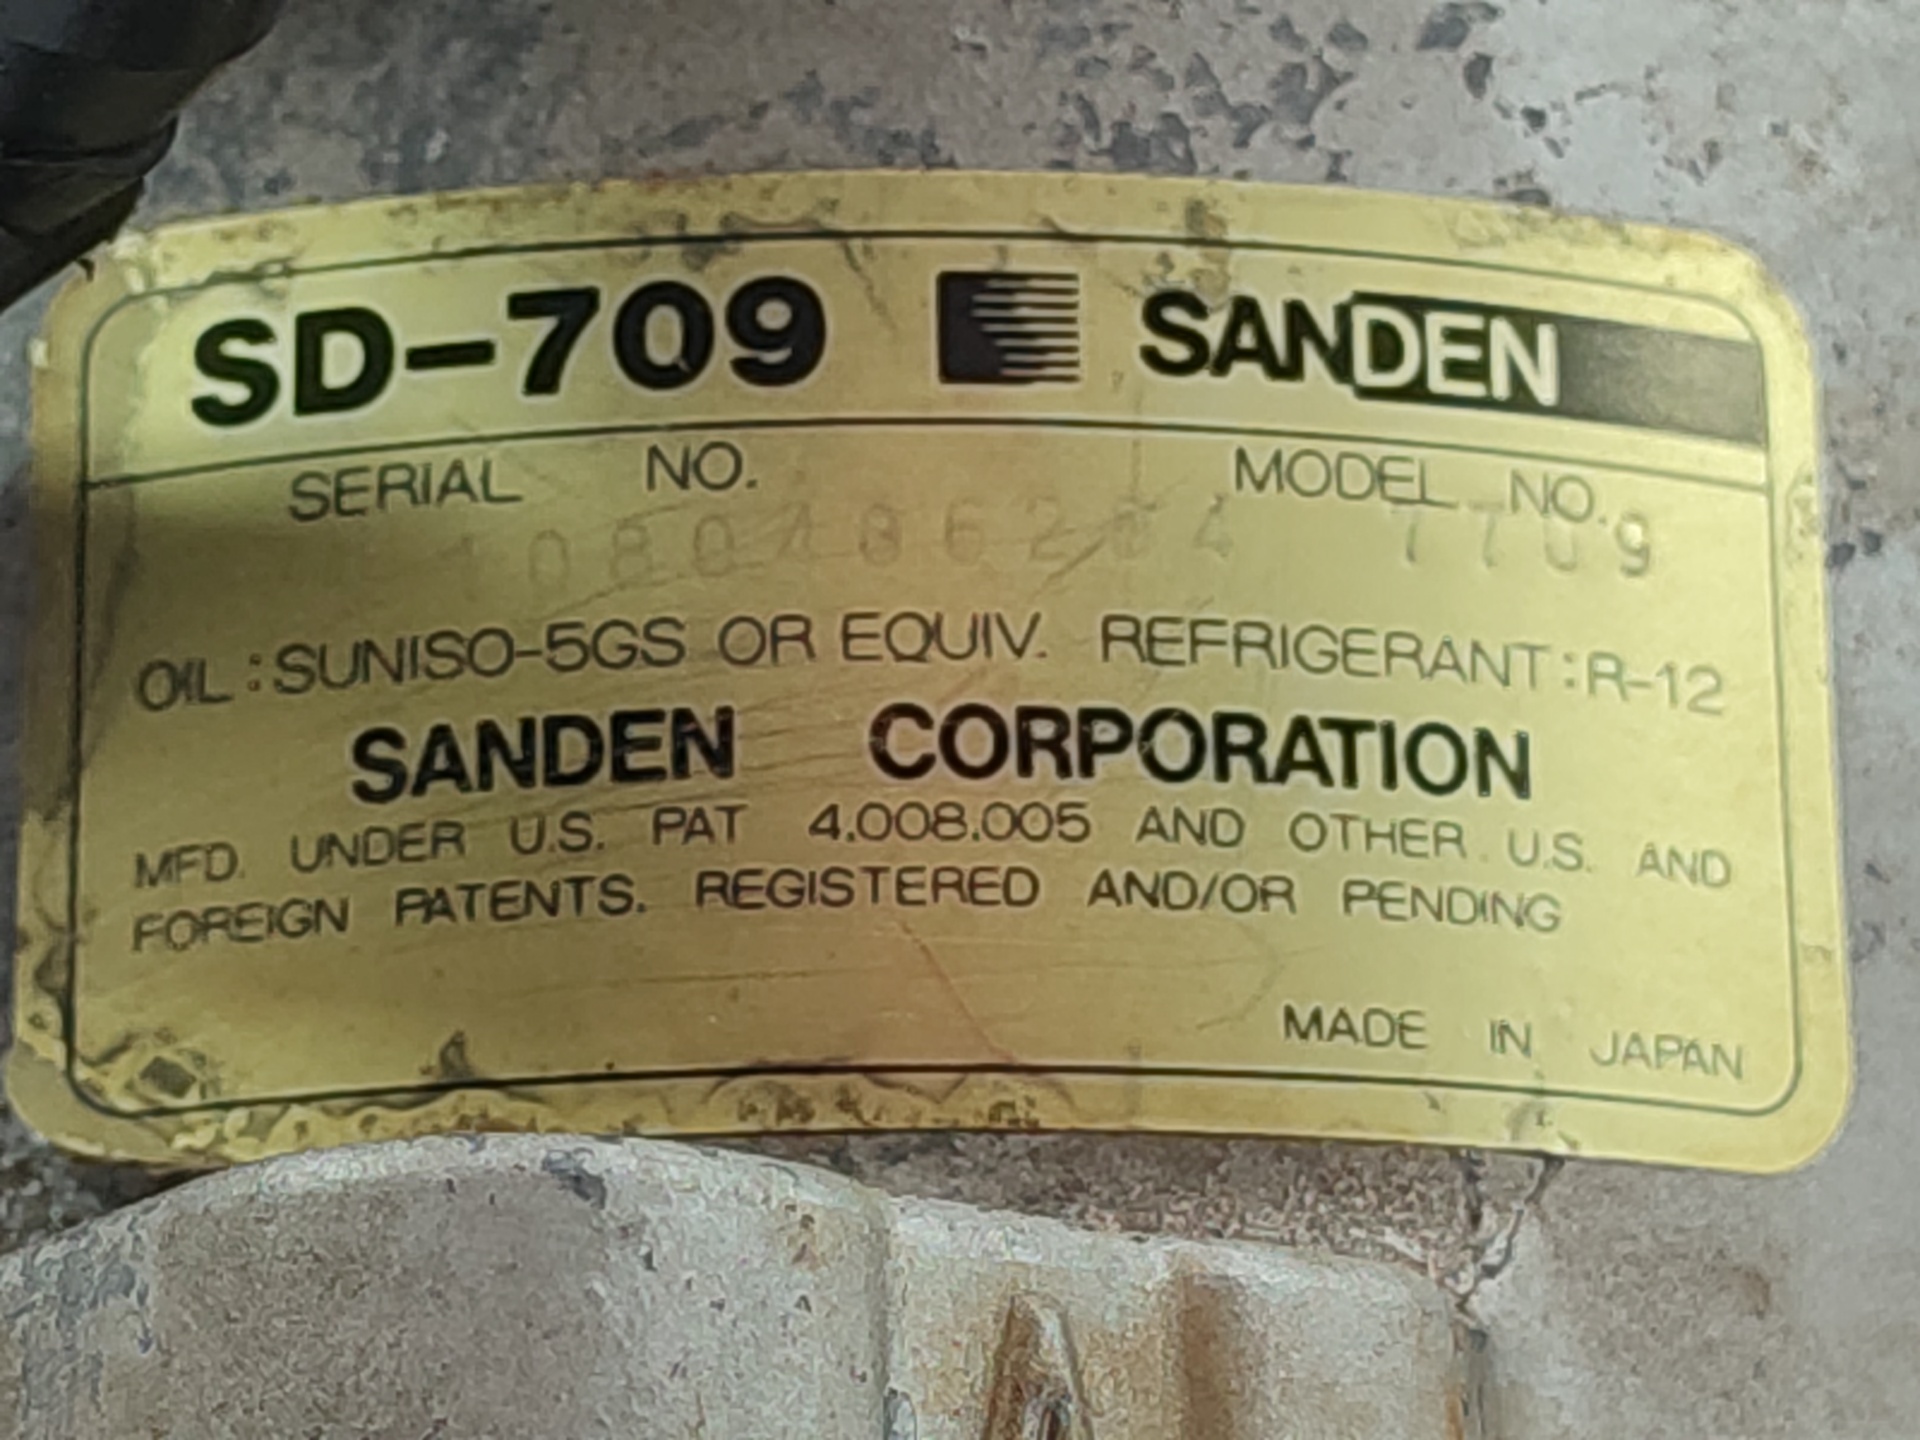 SD-709 SANDEN
SERIAL NO. MODEL NO.
OIL:SUNISO-5GS OR EQUIV. REFRIGERANT:R-12
SANDEN CORPORATION
MFD. UNDER U.S. PAT 4.008.005 AND OTHER U.S. AND
FOREIGN PATENTS. REGISTERED AND/OR PENDING
MADE IN JAPAN